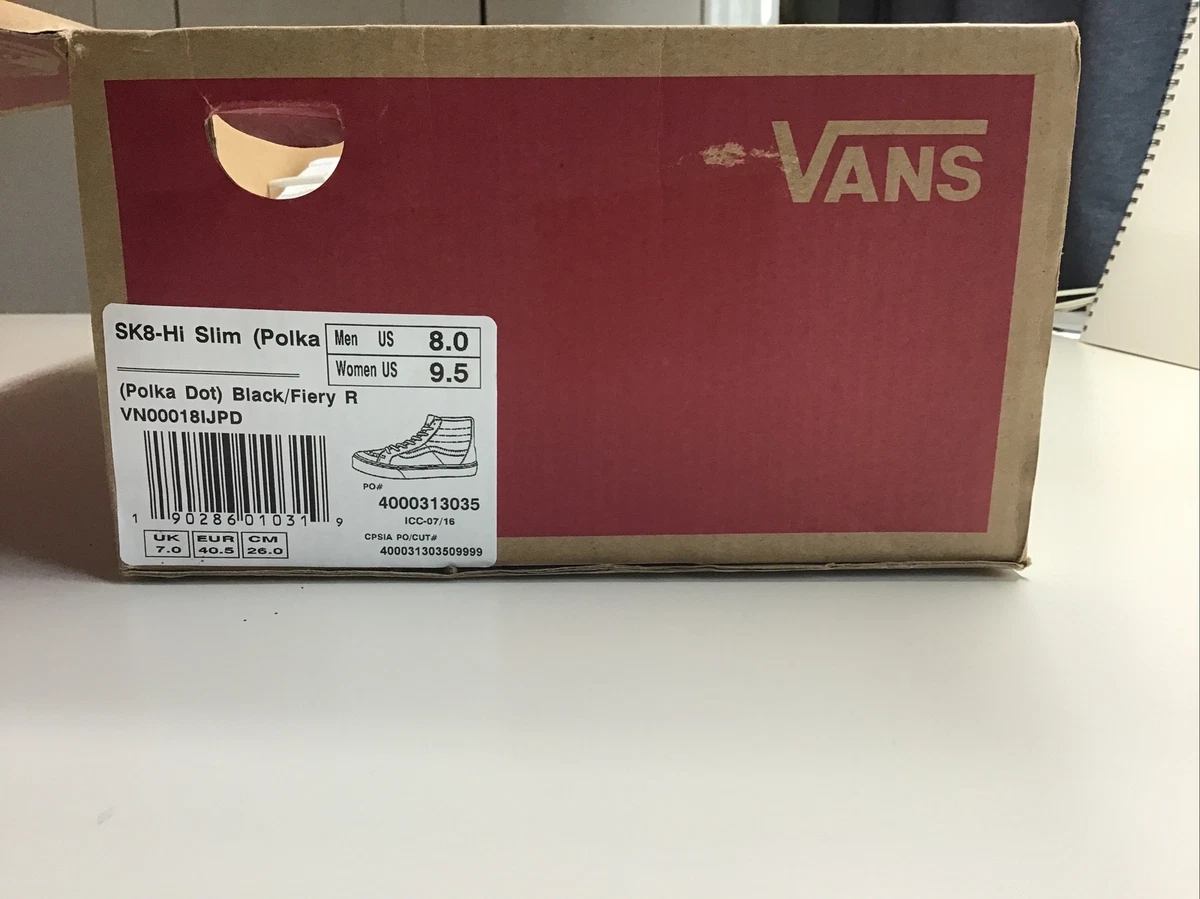 VANS
SK8-Hi Slim (Polka
Men US 8.0
Women US 9.5
(Polka Dot) Black/Fiery R
VN00018IJPD
1 90286 01031 9
PO#
4000313035
ICC-07/16
CPSIA PO/CUT#
400031303509999
UK EUR CM
7.0 40.5 26.0